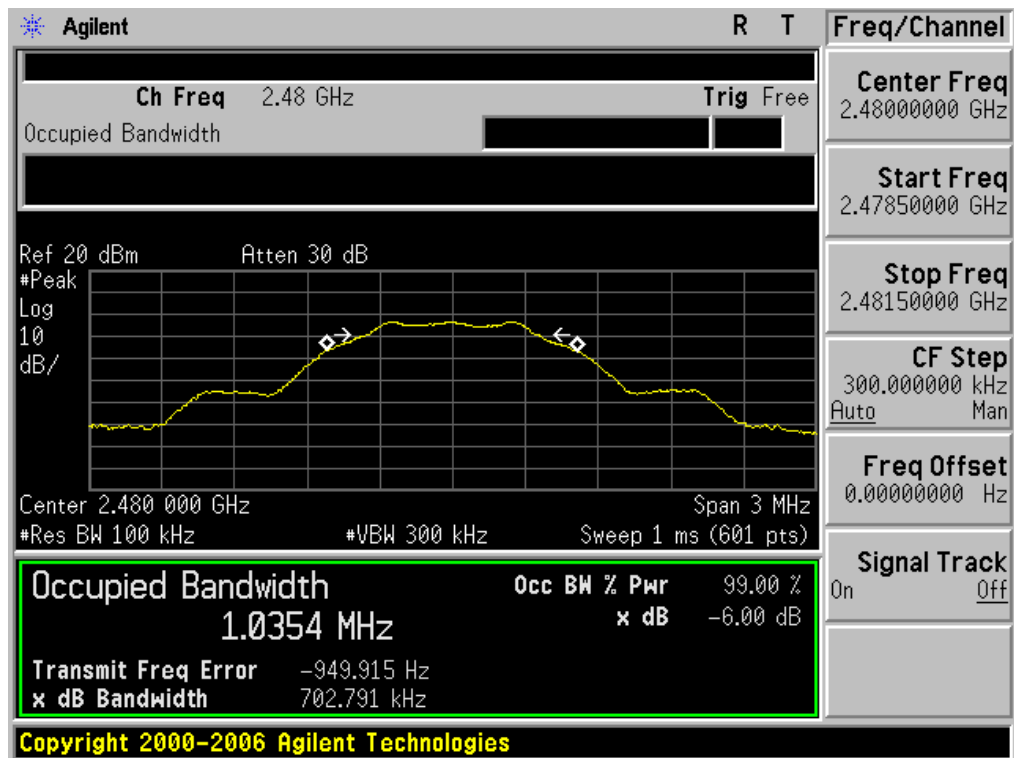 Agilent R T
Freq/Channel
Ch Freq 2.48 GHz Trig Free
Occupied Bandwidth
Center Freq
2.48000000 GHz
Start Freq
2.47850000 GHz
Stop Freq
2.48150000 GHz
CF Step
300.000000 kHz
Auto Man
Freq Offset
0.00000000 Hz
Signal Track
On Off
Ref 20 dBm Atten 30 dB
#Peak
Log
10
dB/
Center 2.480 000 GHz Span 3 MHz
#Res BW 100 kHz #VBW 300 kHz Sweep 1 ms (601 pts)
Occupied Bandwidth Occ BW % Pwr 99.00 %
1.0354 MHz x dB -6.00 dB
Transmit Freq Error -949.915 Hz
x dB Bandwidth 702.791 kHz
Copyright 2000-2006 Agilent Technologies